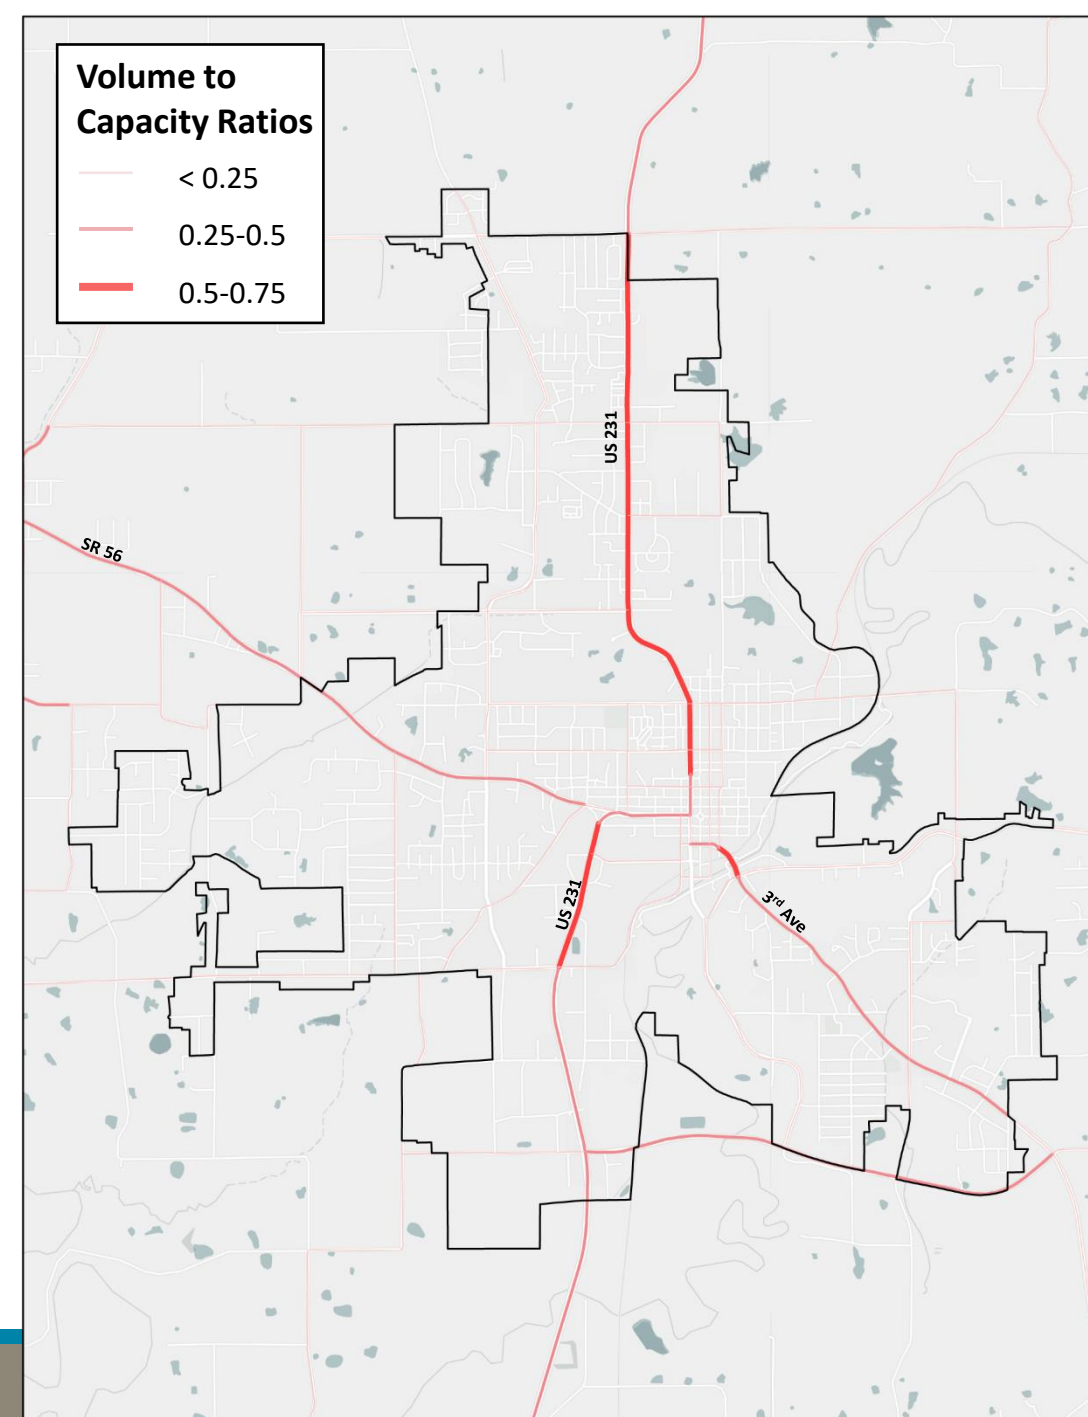 Volume to
Capacity Ratios
< 0.25
0.25-0.5
0.5-0.75
US 231
SR 56
US 231
3rd Ave